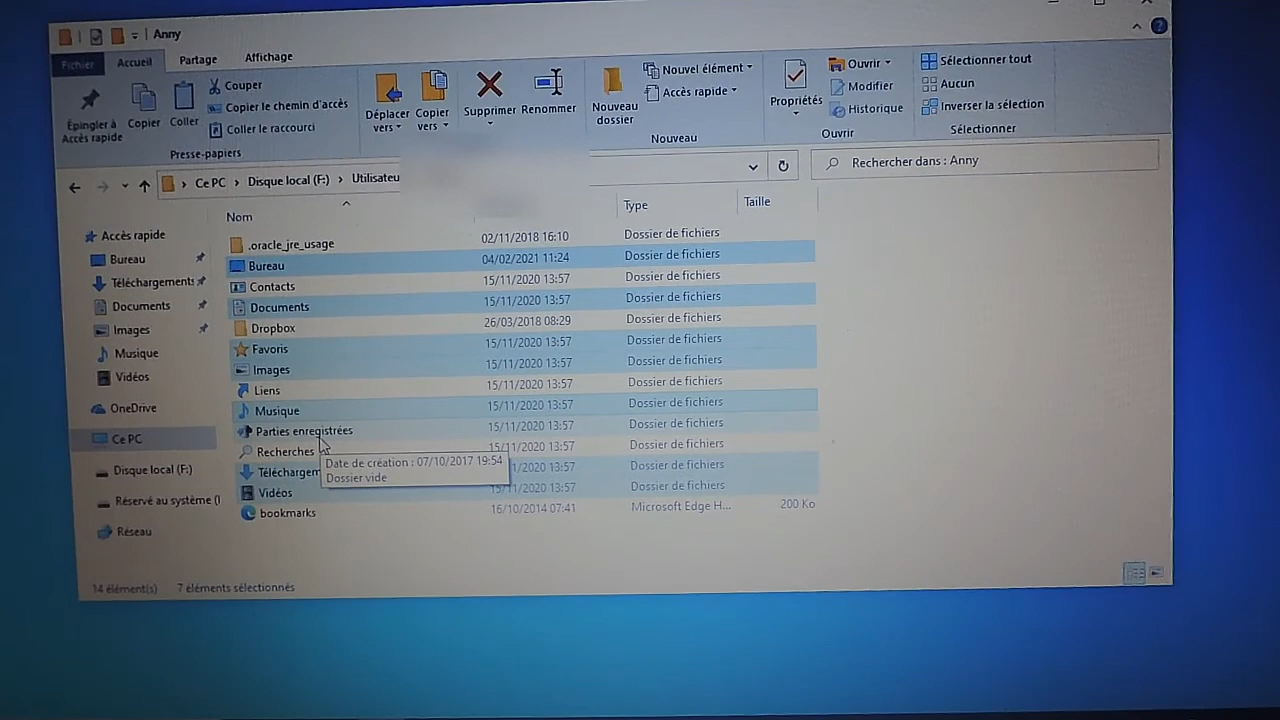 Anny
Fichier Accueil Partage Affichage
Épingler à Accès rapide
Copier
Coller
Couper
Copier le chemin d'accès
Coller le raccourci
Presse-papiers
Déplacer vers
Copier vers
Supprimer
Renommer
Nouveau dossier
Nouvel élément
Accès rapide
Nouveau
Propriétés
Ouvrir
Modifier
Historique
Ouvrir
Sélectionner tout
Aucun
Inverser la sélection
Sélectionner
Ce PC › Disque local (F:) › Utilisateu
Rechercher dans : Anny
Nom Type Taille
Accès rapide
Bureau
Téléchargements
Documents
Images
Musique
Vidéos
OneDrive
Ce PC
Disque local (F:)
Réservé au système (I
Réseau
.oracle_jre_usage 02/11/2018 16:10 Dossier de fichiers
Bureau 04/02/2021 11:24 Dossier de fichiers
Contacts 15/11/2020 13:57 Dossier de fichiers
Documents 15/11/2020 13:57 Dossier de fichiers
Dropbox 26/03/2018 08:29 Dossier de fichiers
Favoris 15/11/2020 13:57 Dossier de fichiers
Images 15/11/2020 13:57 Dossier de fichiers
Liens 15/11/2020 13:57 Dossier de fichiers
Musique 15/11/2020 13:57 Dossier de fichiers
Parties enregistrées 15/11/2020 13:57 Dossier de fichiers
Recherches 15/11/2020 13:57 Dossier de fichiers
Téléchargem 1/2020 13:57 Dossier de fichiers
Vidéos 15/11/2020 13:57 Dossier de fichiers
bookmarks 16/10/2014 07:41 Microsoft Edge H... 200 Ko
Date de création : 07/10/2017 19:54
Dossier vide
14 élément(s) 7 éléments sélectionnés